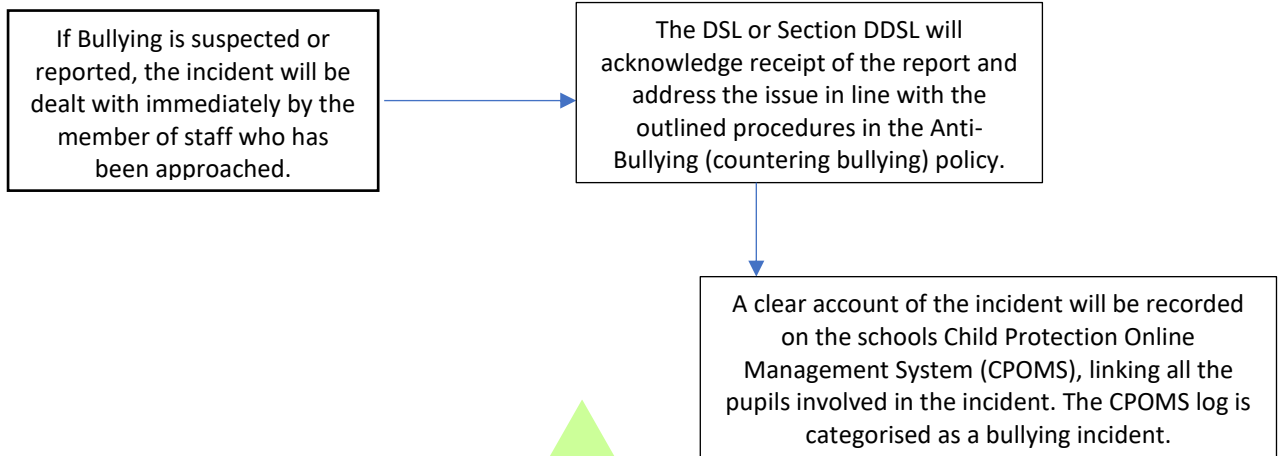 If Bullying is suspected or
reported, the incident will be
dealt with immediately by the
member of staff who has
been approached.
The DSL or Section DDSL will
acknowledge receipt of the report and
address the issue in line with the
outlined procedures in the Anti-
Bullying (countering bullying) policy.
A clear account of the incident will be recorded
on the schools Child Protection Online
Management System (CPOMS), linking all the
pupils involved in the incident. The CPOMS log is
categorised as a bullying incident.